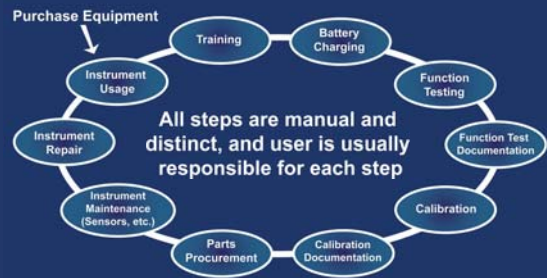 Purchase Equipment
Training
Battery
Charging
Instrument
Usage
Function
Testing
All steps are manual and
distinct, and user is usually
responsible for each step
Instrument
Repair
Function Test
Documentation
Instrument
Maintenance
(Sensors, etc.)
Calibration
Parts
Procurement
Calibration
Documentation